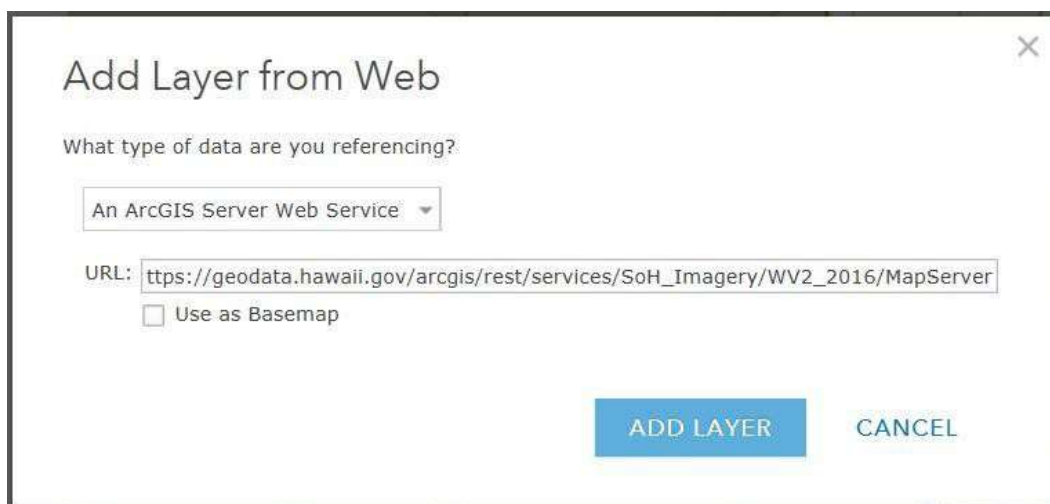 Add Layer from Web
What type of data are you referencing?
An ArcGIS Server Web Service
URL: ttps://geodata.hawaii.gov/arcgis/rest/services/SoH_Imagery/WV2_2016/MapServer
Use as Basemap
ADD LAYER CANCEL